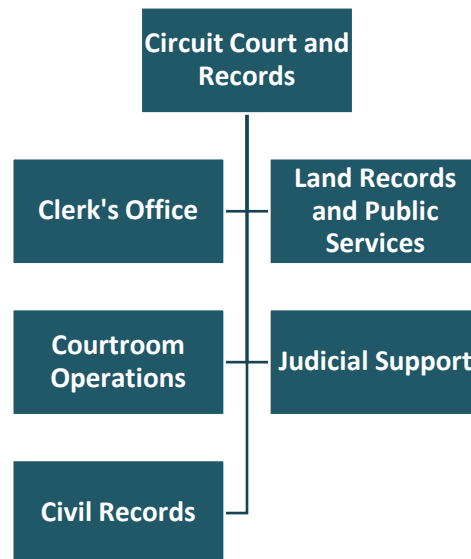 Circuit Court and
Records
Clerk's Office
Land Records
and Public
Services
Courtroom
Operations
Judicial Support
Civil Records